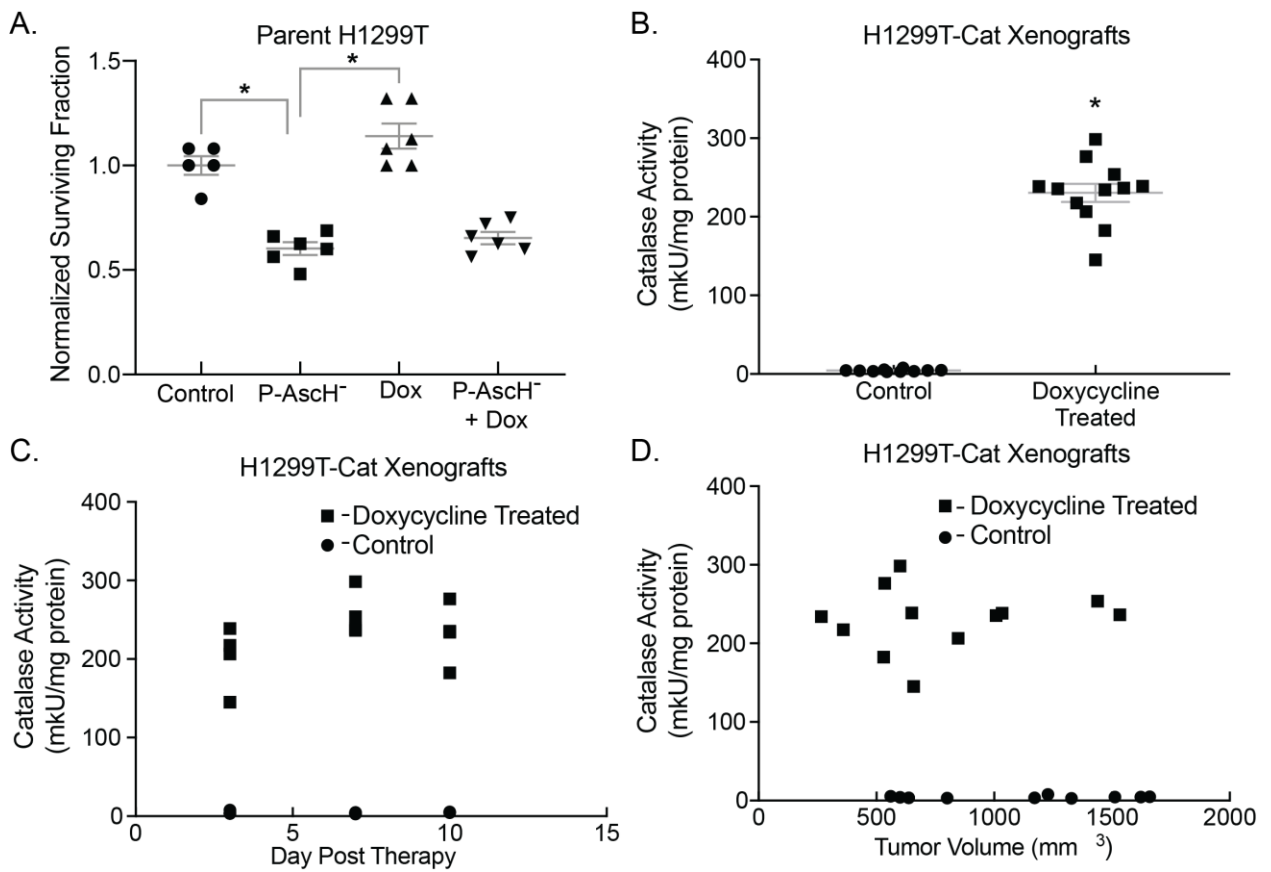 A.
Parent H1299T
Normalized Surviving Fraction
1.5
1.0
0.5
0.0
*
*
Control
P-AscH⁻
Dox
P-AscH⁻
+ Dox
B.
H1299T-Cat Xenografts
Catalase Activity
(mkU/mg protein)
400
300
200
100
0
*
Control
Doxycycline
Treated
C.
H1299T-Cat Xenografts
Catalase Activity
(mkU/mg protein)
400
300
200
100
0
-Doxycycline Treated
-Control
0
5
10
15
Day Post Therapy
D.
H1299T-Cat Xenografts
Catalase Activity
(mkU/mg protein)
400
300
200
100
0
- Doxycycline Treated
- Control
0
500
1000
1500
2000
Tumor Volume (mm ³)